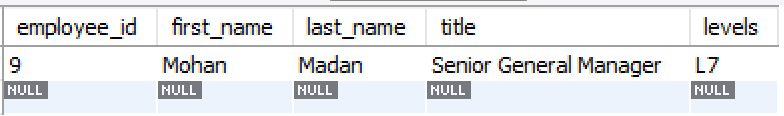 employee_id first_name last_name title levels
9 Mohan Madan Senior General Manager L7
NULL NULL NULL NULL NULL